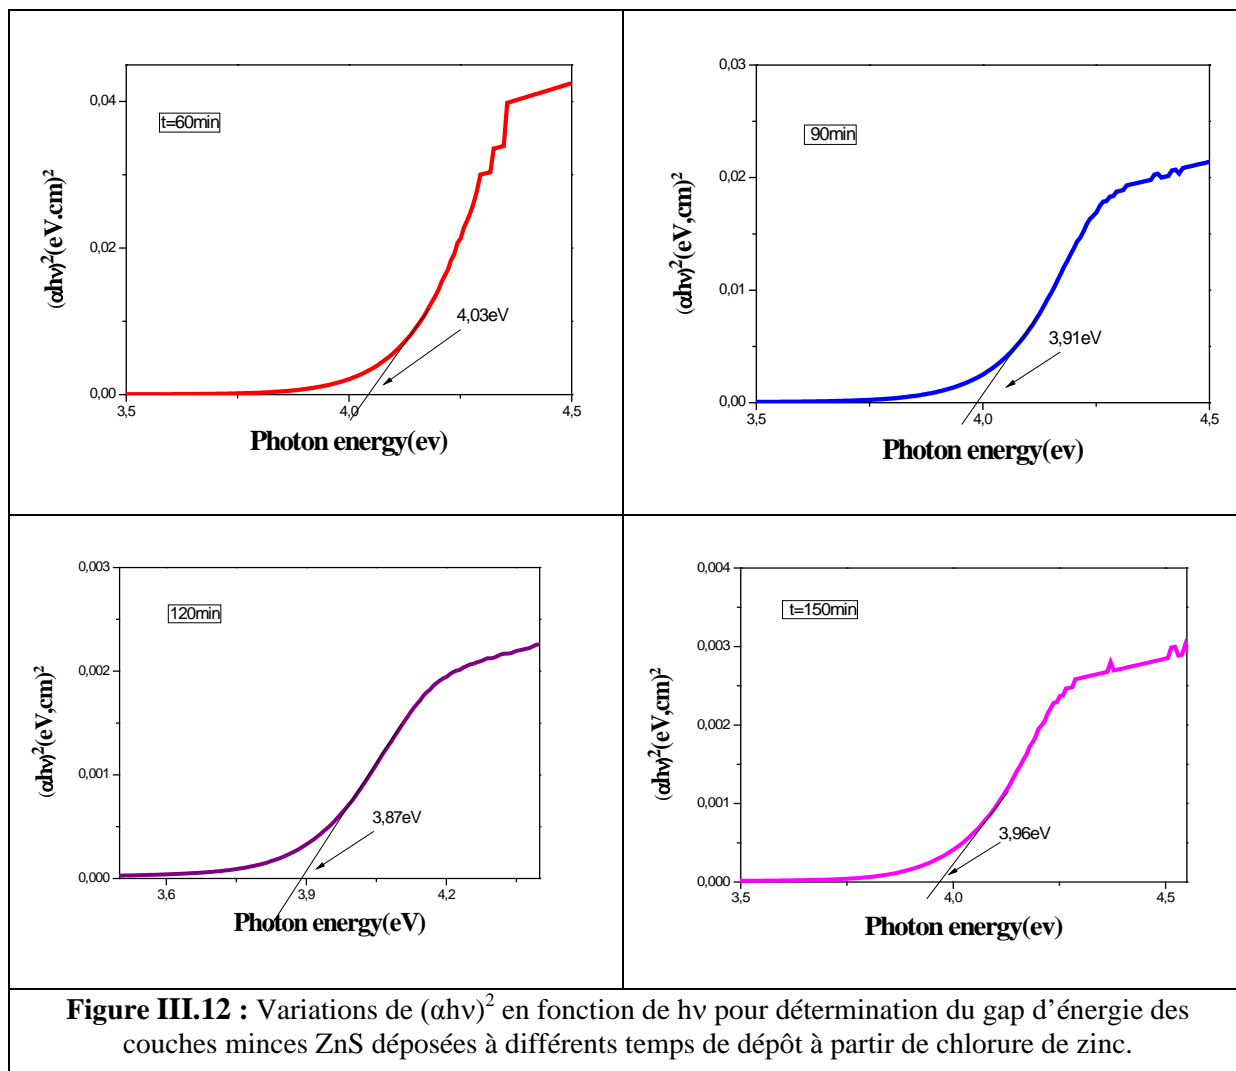 0,04
0,02
0,00
t=60min
4,03eV
3,5
4,0
4,5
Photon energy(ev)
(αhν)²(eV.cm)²
0,03
0,02
0,01
0,00
90min
3,91eV
3,5
4,0
4,5
Photon energy(ev)
(αhν)²(eV,cm)²
0,003
0,002
0,001
0,000
120min
3,87eV
3,6
3,9
4,2
Photon energy(eV)
(αhν)²(eV,cm)²
0,004
0,003
0,002
0,001
0,000
t=150min
3,96eV
3,5
4,0
4,5
Photon energy(ev)
(αhν)²(eV,cm)²
Figure III.12 : Variations de (αhν)² en fonction de hν pour détermination du gap d’énergie des
couches minces ZnS déposées à différents temps de dépôt à partir de chlorure de zinc.